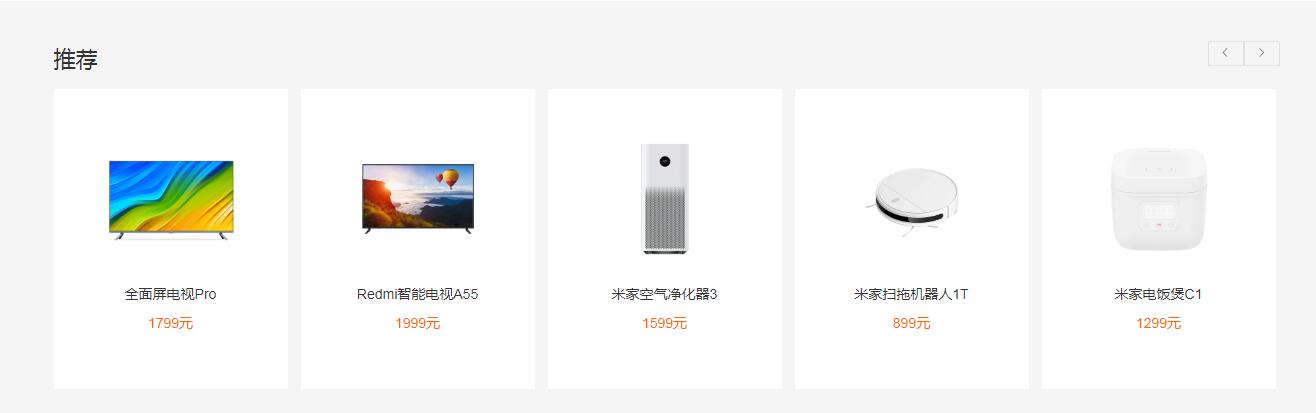 推荐
全面屏电视Pro
1799元
Redmi智能电视A55
1999元
米家空气净化器3
1599元
米家扫拖机器人1T
899元
米家电饭煲C1
1299元